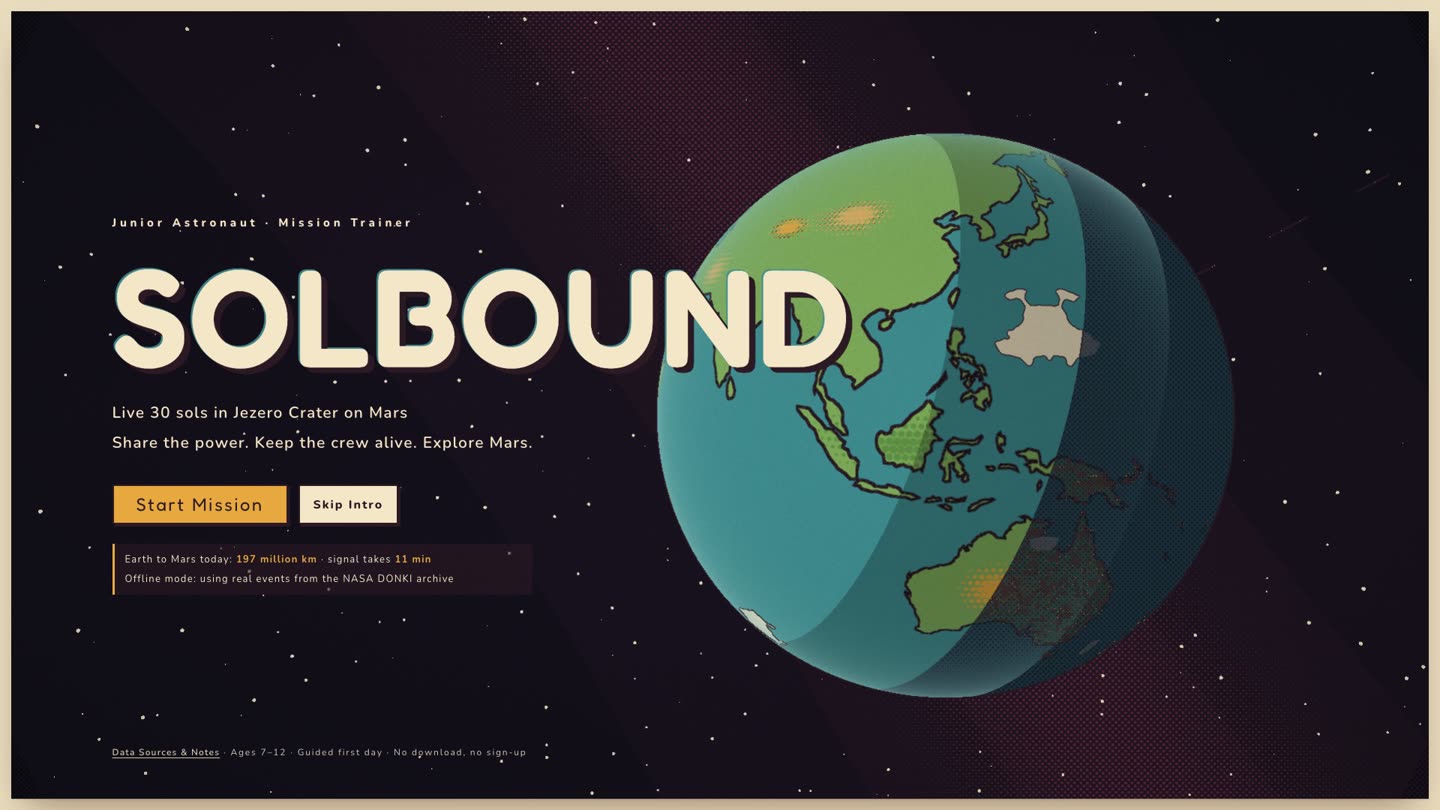 Junior Astronaut · Mission Trainer
SOLBOUND
Live 30 sols in Jezero Crater on Mars
Share the power. Keep the crew alive. Explore Mars.
Start Mission
Skip Intro
Earth to Mars today: 197 million km · signal takes 11 min
Offline mode: using real events from the NASA DONKI archive
Data Sources & Notes · Ages 7–12 · Guided first day · No download, no sign-up